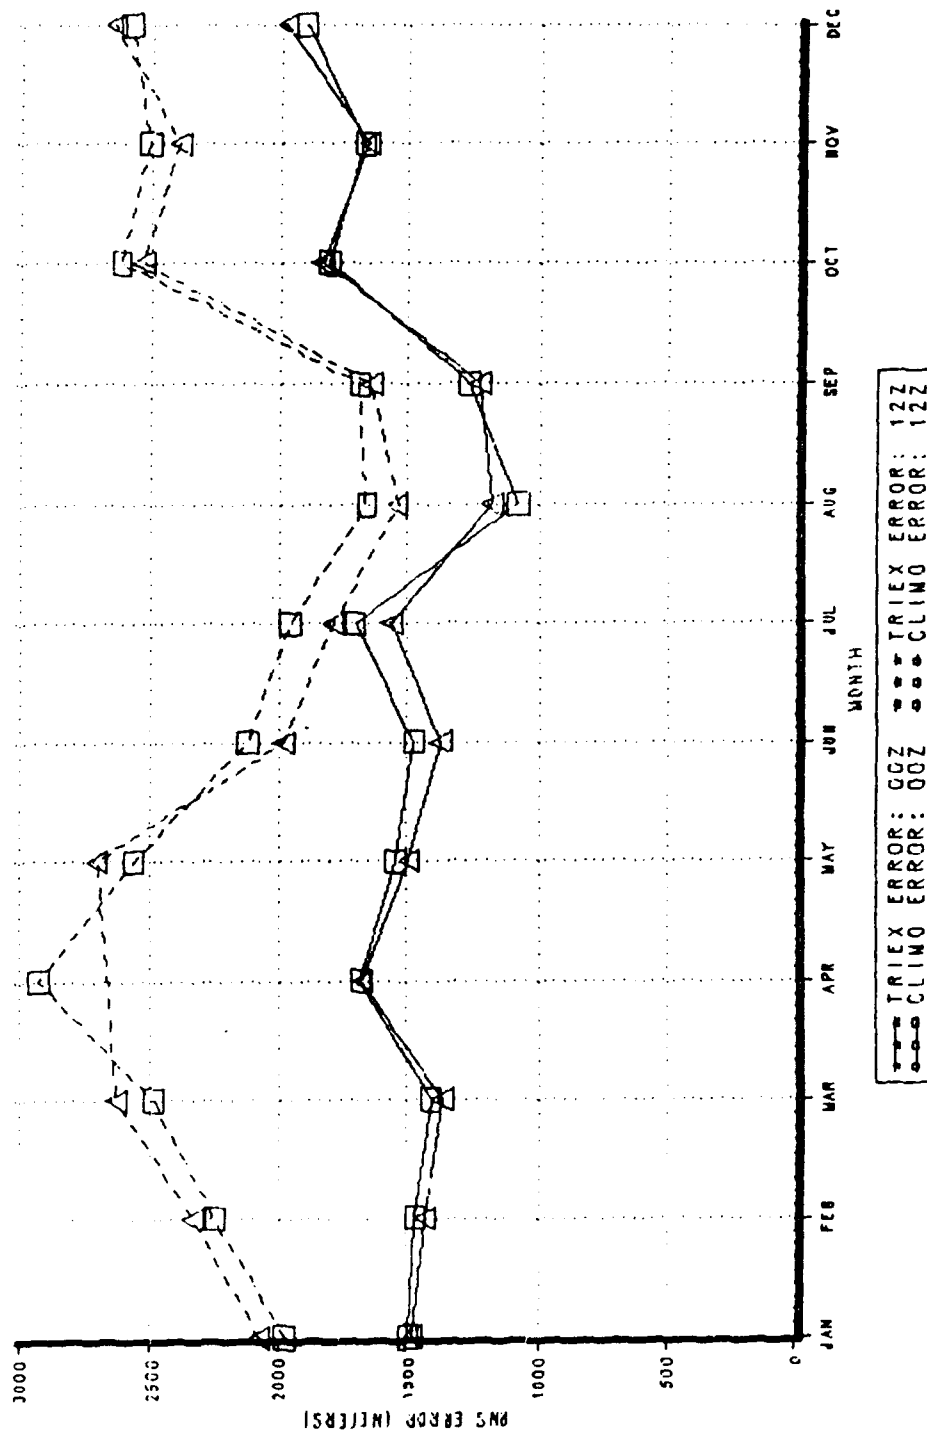 3000
2500
2000
1500
1000
500
0
RMS ERROR (METERS)
JAN
FEB
MAR
APR
MAY
JUN
JUL
AUG
SEP
OCT
NOV
DEC
MONTH
TRIEX ERROR: 00Z
TRIEX ERROR: 12Z
CLIMO ERROR: 00Z
CLIMO ERROR: 12Z